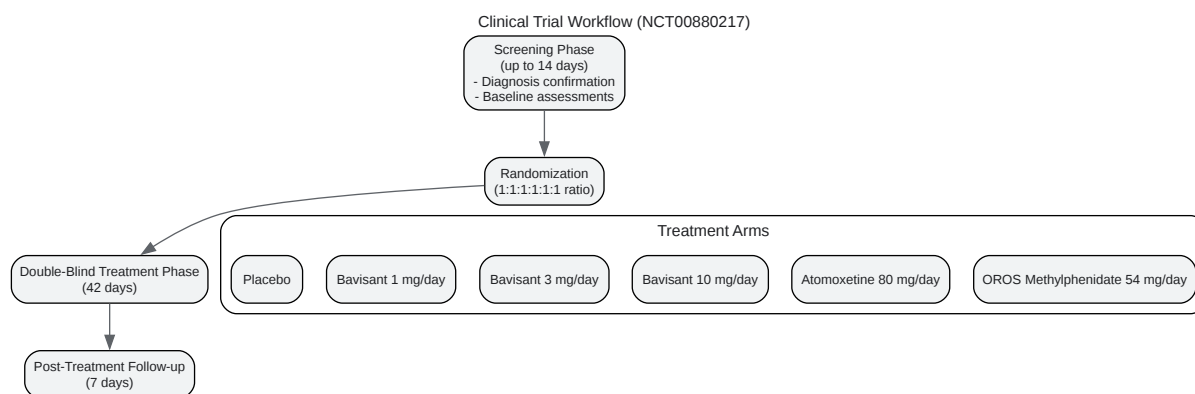 Clinical Trial Workflow (NCT00880217)
Screening Phase
(up to 14 days)
- Diagnosis confirmation
- Baseline assessments
Randomization
(1:1:1:1:1:1 ratio)
Treatment Arms
Double-Blind Treatment Phase
(42 days)
Placebo
Bavisant 1 mg/day
Bavisant 3 mg/day
Bavisant 10 mg/day
Atomoxetine 80 mg/day
OROS Methylphenidate 54 mg/day
Post-Treatment Follow-up
(7 days)